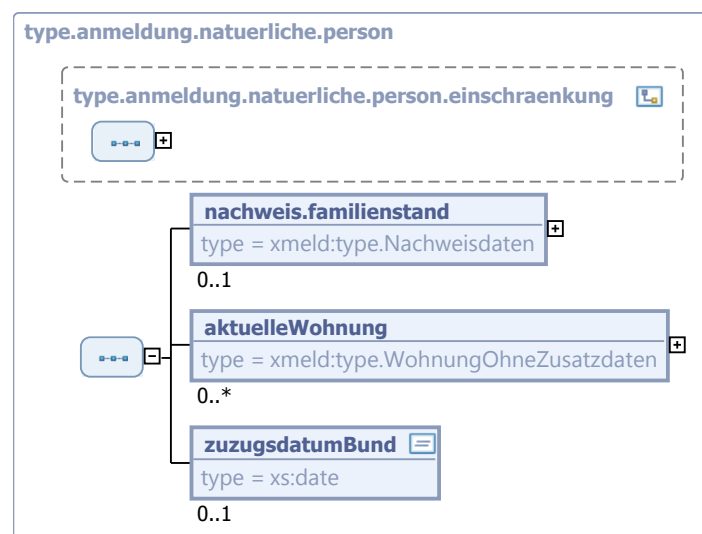 type.anmeldung.natuerliche.person
type.anmeldung.natuerliche.person.einschraenkung
nachweis.familienstand
type = xmeld:type.Nachweisdaten
0..1
aktuelleWohnung
type = xmeld:type.WohnungOhneZusatzdaten
0..*
zuzugsdatumBund
type = xs:date
0..1